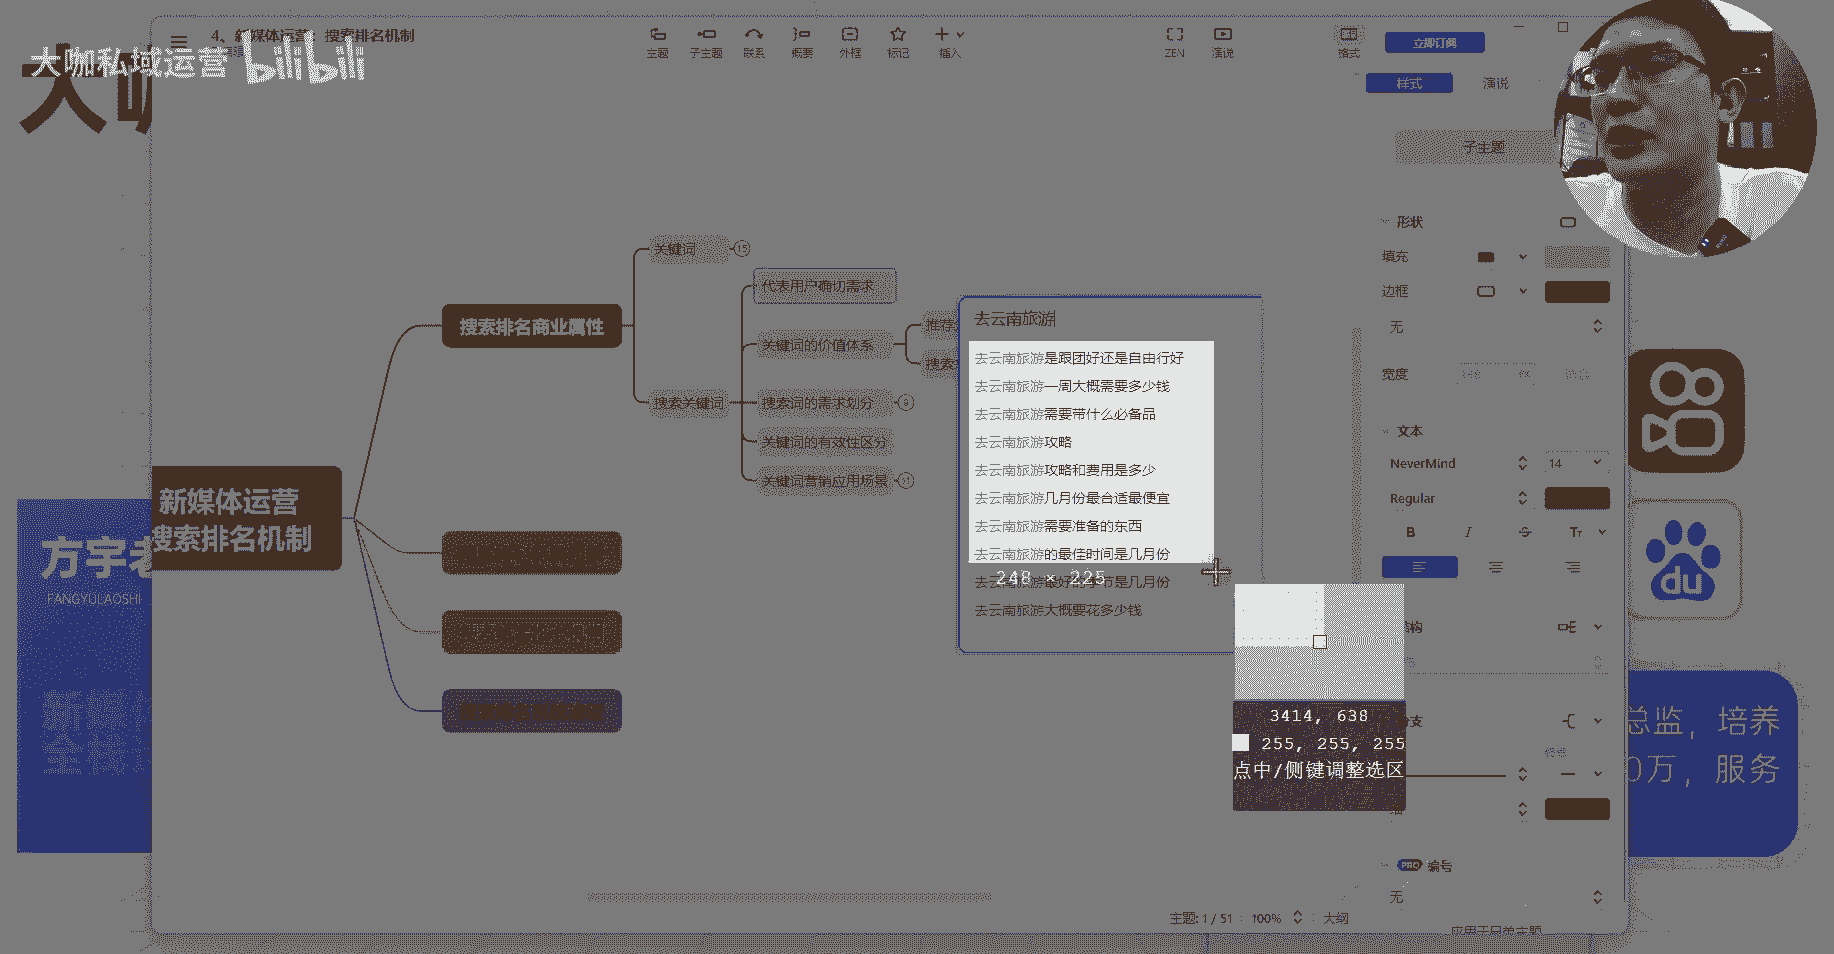 4、新媒体运营：搜索排名机制
大咖私域运营 bilibili
大咖
主题
子主题
联系
概要
外框
标记
插入
ZEN
演说
格式
立即订阅
样式
演说
子主题
形状
填充
边框
无
宽度
文本
NevermMind
14
Regular
B
I
S
Tт
结构
分支
PRO 编号
无
主题: 1 / 51
100%
大纲
新媒体运营
搜索排名机制
搜索排名商业属性
关键词
15
搜索关键词
代表用户确切需求
关键词的价值体系
推荐
搜索
搜索词的需求划分
9
关键词的有效性区分
关键词营销应用场景
21
去云南旅游
去云南旅游是跟团好还是自由行好
去云南旅游一周大概需要多少钱
去云南旅游需要带什么必备品
去云南旅游攻略
去云南旅游攻略和费用是多少
去云南旅游几月份最合适最便宜
去云南旅游需要准备的东西
去云南旅游的最佳时间是几月份
去云南旅游最好的季节是几月份
248 × 225
去云南旅游大概要花多少钱
3414, 638
255, 255, 255
点中/侧键调整选区
方宇老
FANGYULAOSHI
du
总监，培养
0万，服务